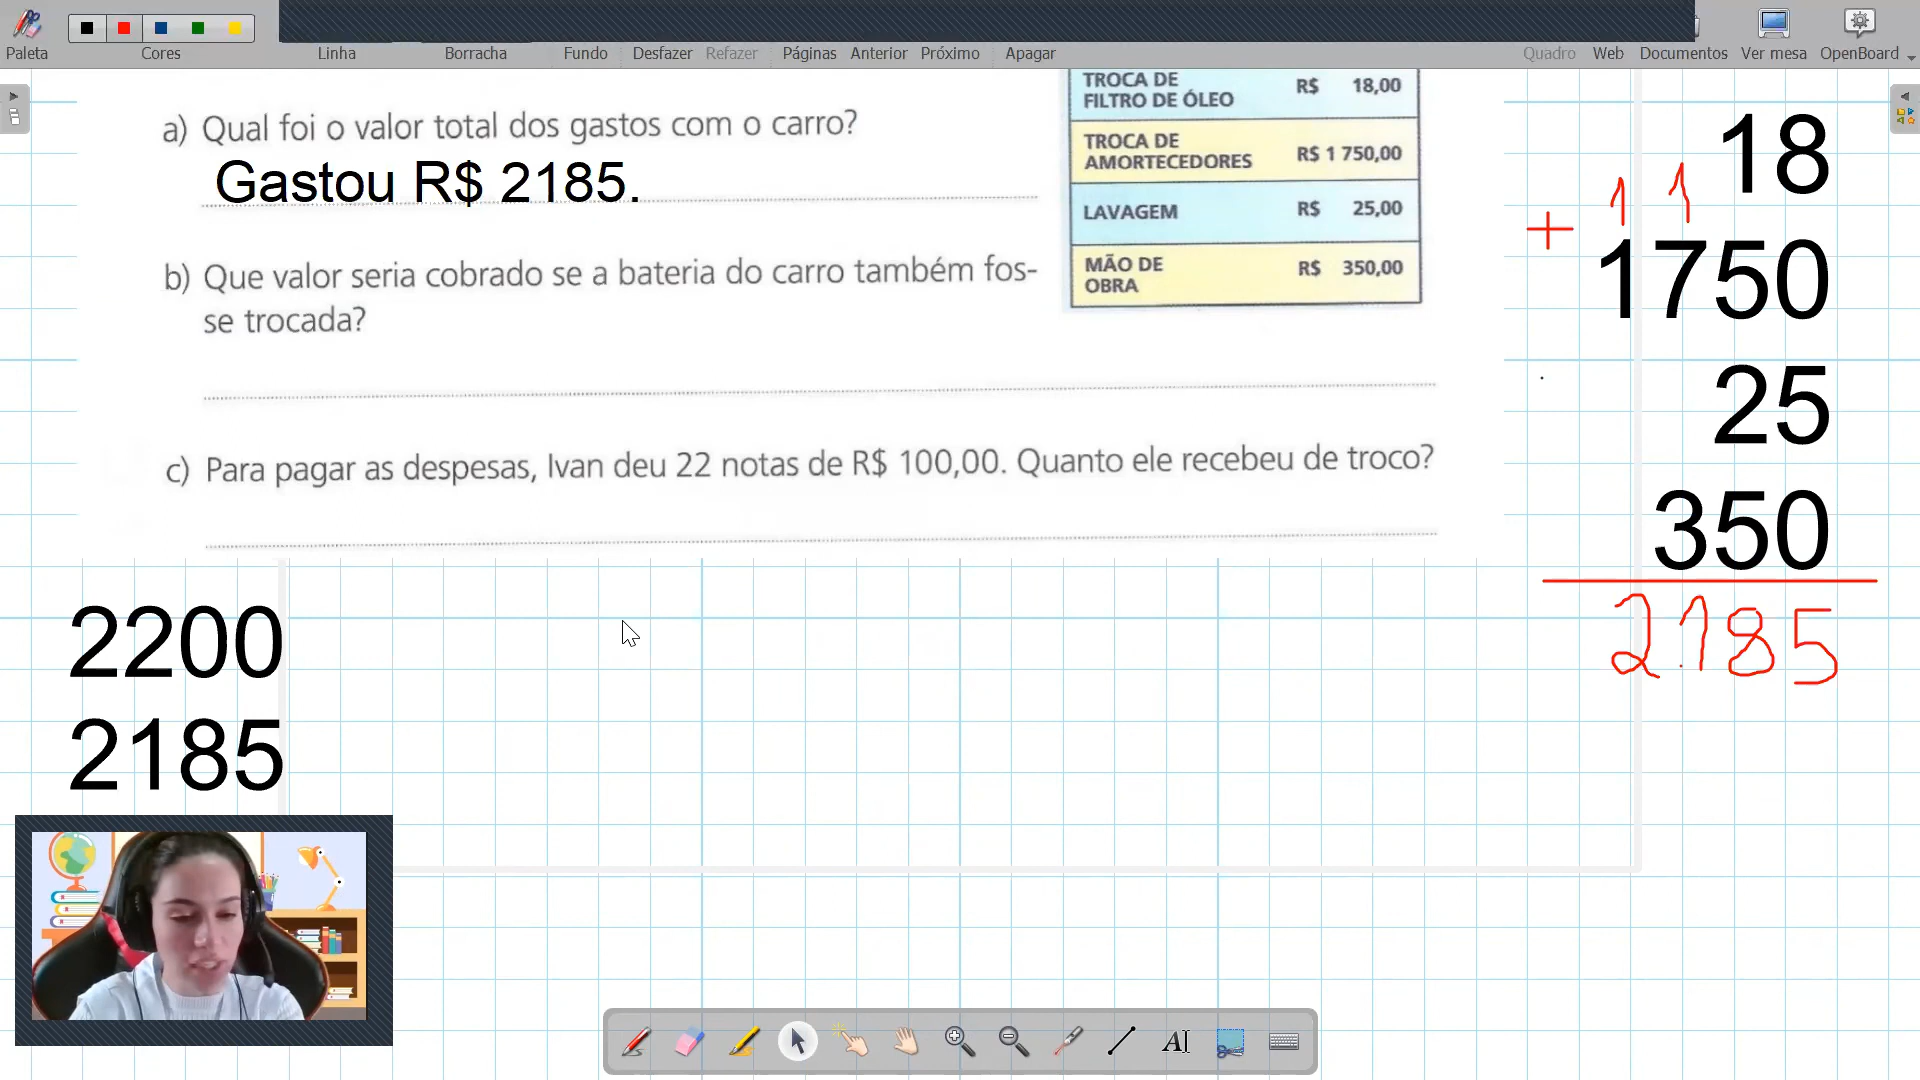 Paleta
Cores
Linha
Borracha
Fundo
Desfazer
Refazer
Páginas
Anterior
Próximo
Apagar
Quadro
Web
Documentos
Ver mesa
OpenBoard
a) Qual foi o valor total dos gastos com o carro?
Gastou R$ 2185.
b) Que valor seria cobrado se a bateria do carro também fos-
se trocada?
c) Para pagar as despesas, Ivan deu 22 notas de R$ 100,00. Quanto ele recebeu de troco?
TROCA DE
FILTRO DE ÓLEO R$ 18,00
TROCA DE
AMORTECEDORES R$ 1 750,00
LAVAGEM R$ 25,00
MÃO DE
OBRA R$ 350,00
18
1 1
+
1750
25
350
2.185
2200
2185